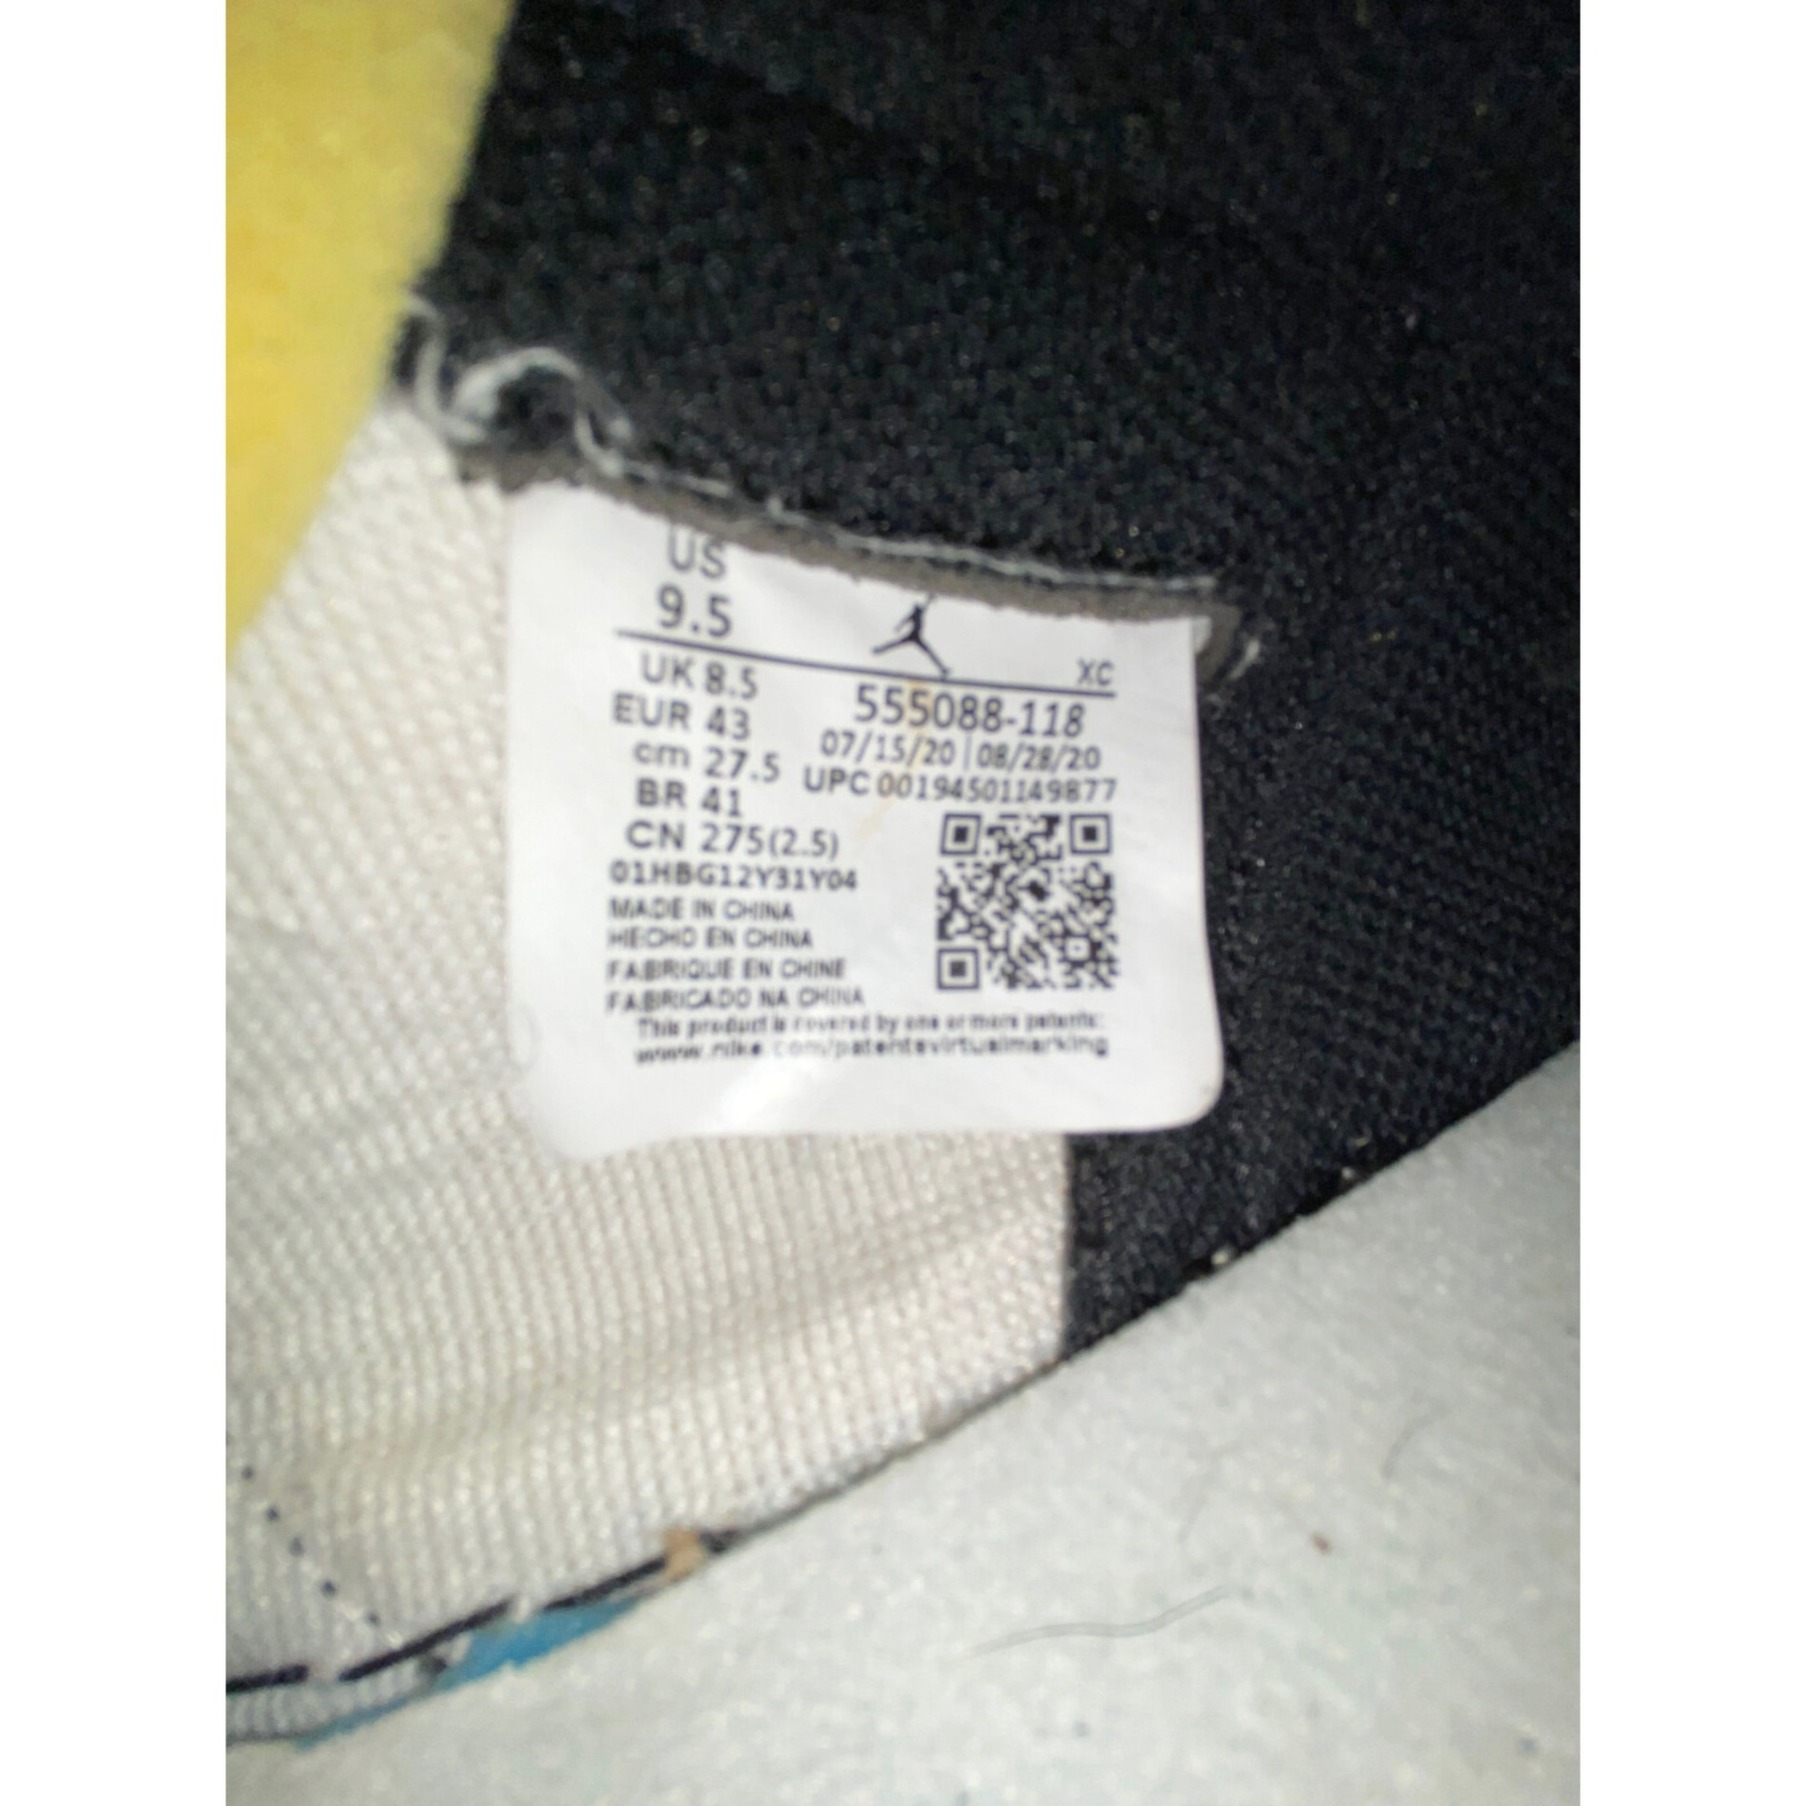 US
9.5
XC
UK 8.5
555088-118
EUR 43
07/15/20 | 08/28/20
cm 27.5
UPC 00194501149877
BR 41
CN 275(2.5)
01HBG12Y31Y04
MADE IN CHINA
HECHO EN CHINA
FABRIQUE EN CHINE
FABRICADO NA CHINA
This product is covered by one or more patents:
www.nike.com/patentsvirtualmarking